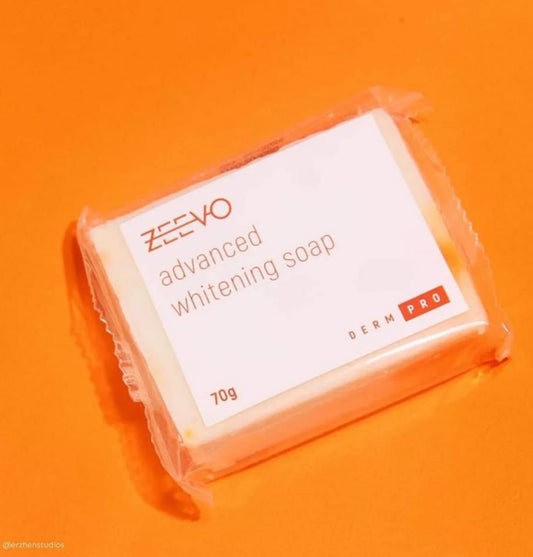 ZEEVO
advanced
whitening soap
DERM PRO
70g
@erzhenstudios